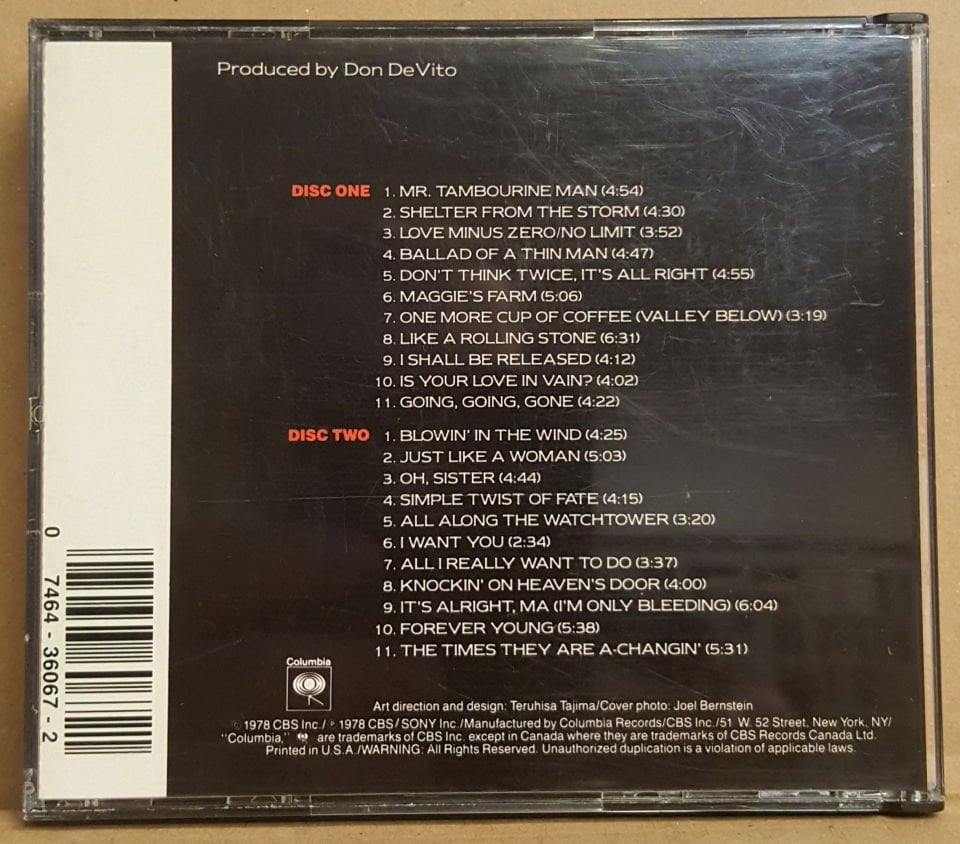 Produced by Don DeVito
DISC ONE 1. MR. TAMBOURINE MAN (4:54)
2. SHELTER FROM THE STORM (4:30)
3. LOVE MINUS ZERO/NO LIMIT (3:52)
4. BALLAD OF A THIN MAN (4:47)
5. DON'T THINK TWICE, IT'S ALL RIGHT (4:55)
6. MAGGIE'S FARM (5:06)
7. ONE MORE CUP OF COFFEE (VALLEY BELOW) (3:19)
8. LIKE A ROLLING STONE (6:31)
9. I SHALL BE RELEASED (4:12)
10. IS YOUR LOVE IN VAIN? (4:02)
11. GOING, GOING, GONE (4:22)
DISC TWO 1. BLOWIN' IN THE WIND (4:25)
2. JUST LIKE A WOMAN (5:03)
3. OH, SISTER (4:44)
4. SIMPLE TWIST OF FATE (4:15)
5. ALL ALONG THE WATCHTOWER (3:20)
6. I WANT YOU (2:34)
7. ALL I REALLY WANT TO DO (3:37)
8. KNOCKIN' ON HEAVEN'S DOOR (4:00)
9. IT'S ALRIGHT, MA (I'M ONLY BLEEDING) (6:04)
10. FOREVER YOUNG (5:38)
11. THE TIMES THEY ARE A-CHANGIN' (5:31)
Columbia
Art direction and design: Teruhisa Tajima/Cover photo: Joel Bernstein
© 1978 CBS Inc./ ℗ 1978 CBS/SONY Inc./Manufactured by Columbia Records/CBS Inc./51 W. 52 Street, New York, NY/
"Columbia," are trademarks of CBS Inc. except in Canada where they are trademarks of CBS Records Canada Ltd.
Printed in U.S.A./WARNING: All Rights Reserved. Unauthorized duplication is a violation of applicable laws.
0 7464-36067-2